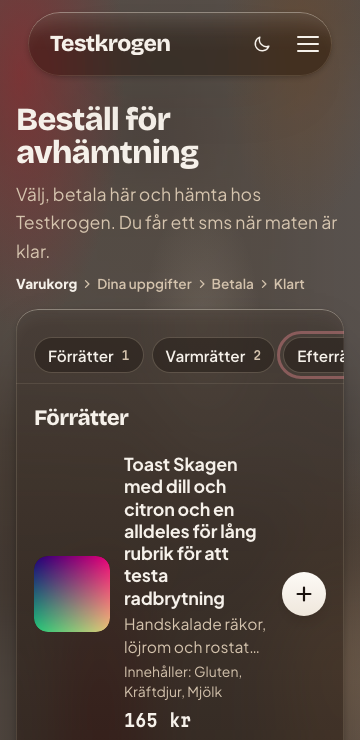 Testkrogen
Beställ för
avhämtning
Välj, betala här och hämta hos
Testkrogen. Du får ett sms när maten är
klar.
Varukorg > Dina uppgifter > Betala > Klart
Förrätter 1 Varmrätter 2
Förrätter
Toast Skagen
med dill och
citron och en
alldeles för lång
rubrik för att
testa
radbrytning
Handskalade räkor,
löjrom och rostat…
Innehåller: Gluten,
Kräftdjur, Mjölk
165 kr